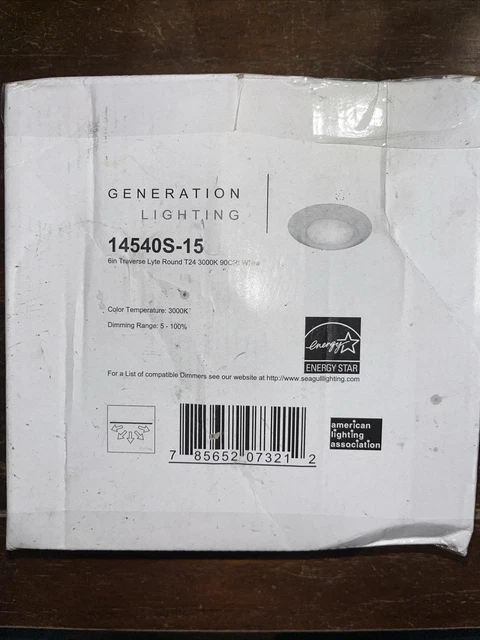 GENERATION
LIGHTING
14540S-15
6in Traverse Lyte Round T24 3000K 90CRI White
Color Temperature: 3000K
Dimming Range: 5 - 100%
energy
ENERGY STAR
For a List of compatible Dimmers see our website at http://www.seagulllighting.com
american
lighting
association
7 85652 07321 2